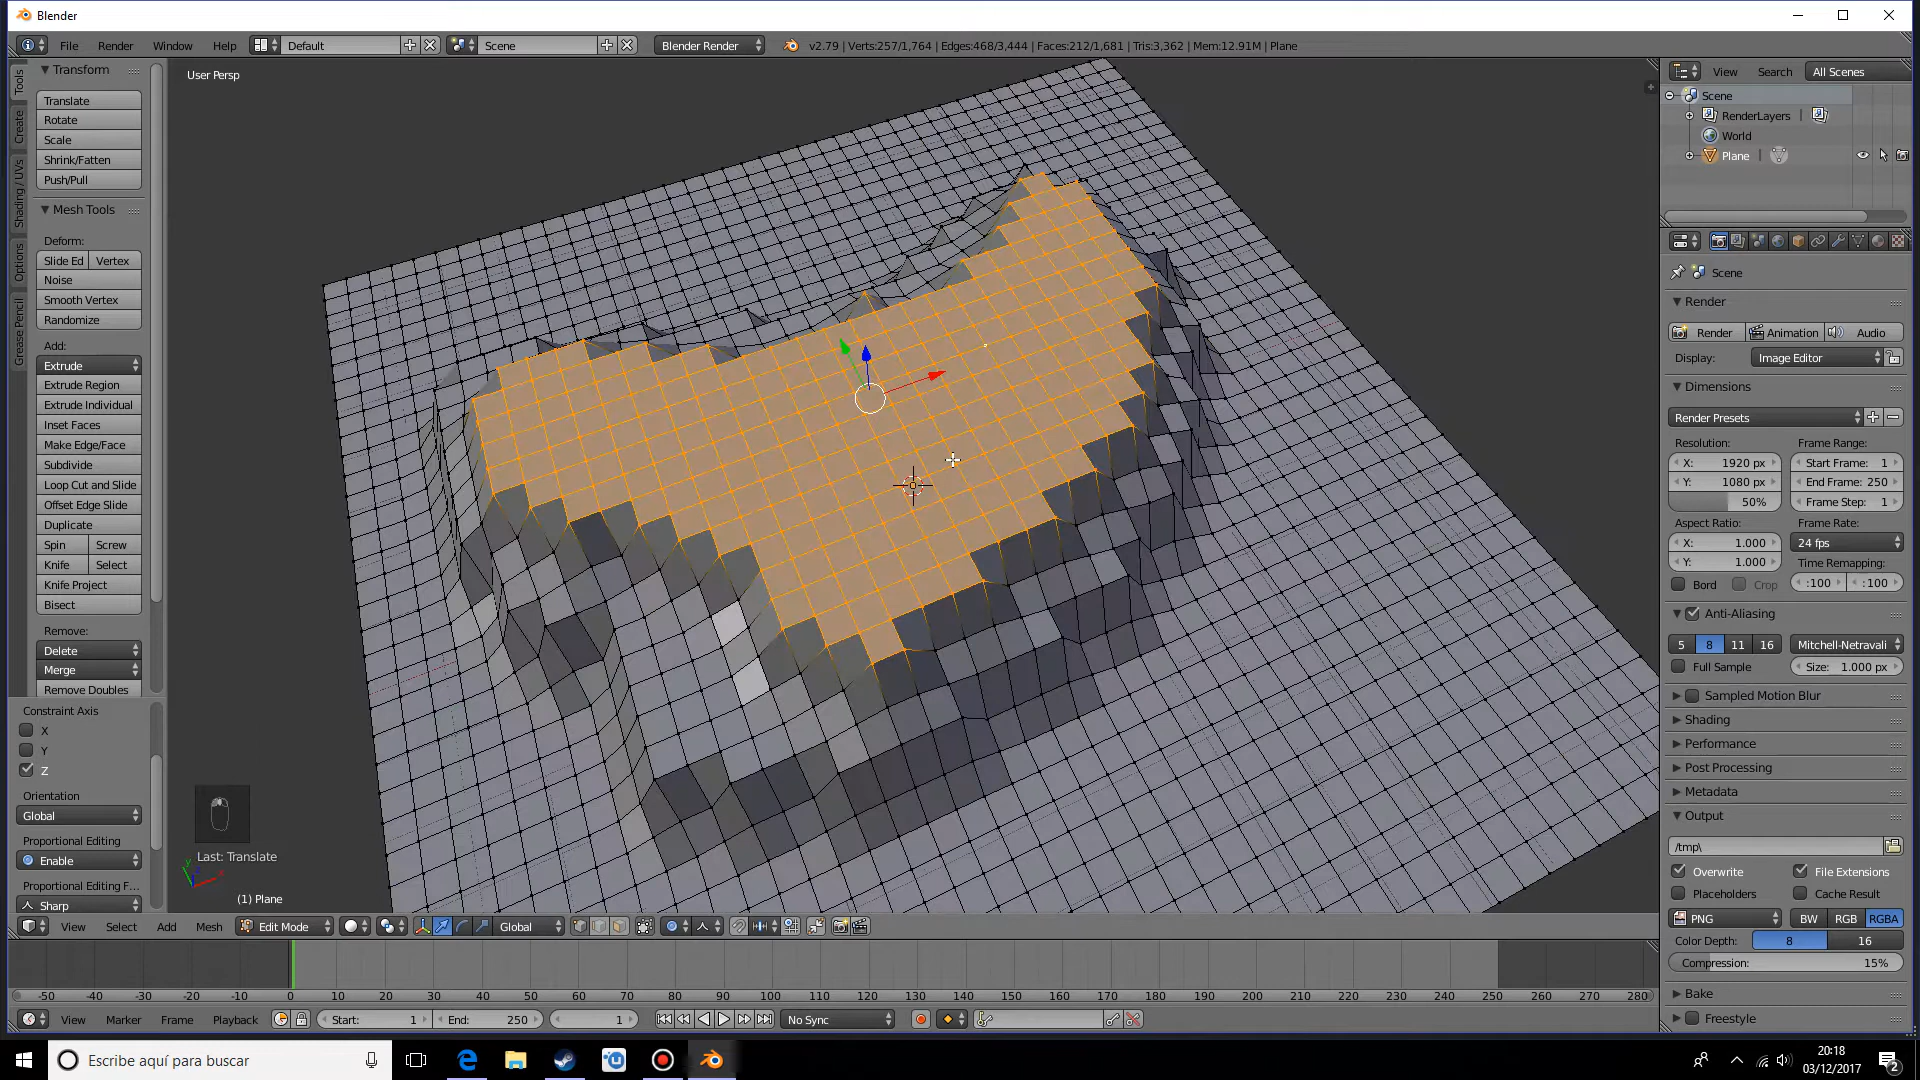 Blender
File Render Window Help Default Scene Blender Render v2.79 | Verts:257/1,764 | Edges:468/3,444 | Faces:212/1,681 | Tris:3,362 | Mem:12.91M | Plane
User Persp
Tools
Create
Shading / UVs
Options
Grease Pencil
Transform
Translate
Rotate
Scale
Shrink/Fatten
Push/Pull
Mesh Tools
Deform:
Slide Ed Vertex
Noise
Smooth Vertex
Randomize
Add:
Extrude
Extrude Region
Extrude Individual
Inset Faces
Make Edge/Face
Subdivide
Loop Cut and Slide
Offset Edge Slide
Duplicate
Spin Screw
Knife Select
Knife Project
Bisect
Remove:
Delete
Merge
Remove Doubles
Constraint Axis
X
Y
Z
Orientation
Global
Proportional Editing
Enable
Proportional Editing F...
Sharp
Last: Translate
(1) Plane
View Select Add Mesh Edit Mode Global
View Search All Scenes
Scene
RenderLayers |
World
Plane |
Scene
Render
Render Animation Audio
Display: Image Editor
Dimensions
Render Presets
Resolution: Frame Range:
X: 1920 px Start Frame: 1
Y: 1080 px End Frame: 250
50% Frame Step: 1
Aspect Ratio: Frame Rate:
X: 1.000 24 fps
Y: 1.000 Time Remapping:
Bord Crop :100 :100
Anti-Aliasing
5 8 11 16 Mitchell-Netravali
Full Sample Size: 1.000 px
Sampled Motion Blur
Shading
Performance
Post Processing
Metadata
Output
/tmp\
Overwrite File Extensions
Placeholders Cache Result
PNG BW RGB RGBA
Color Depth: 8 16
Compression: 15%
Bake
Freestyle
-50 -40 -30 -20 -10 0 10 20 30 40 50 60 70 80 90 100 110 120 130 140 150 160 170 180 190 200 210 220 230 240 250 260 270 280
View Marker Frame Playback Start: 1 End: 250 1 No Sync
Escribe aquí para buscar
20:18
03/12/2017
2